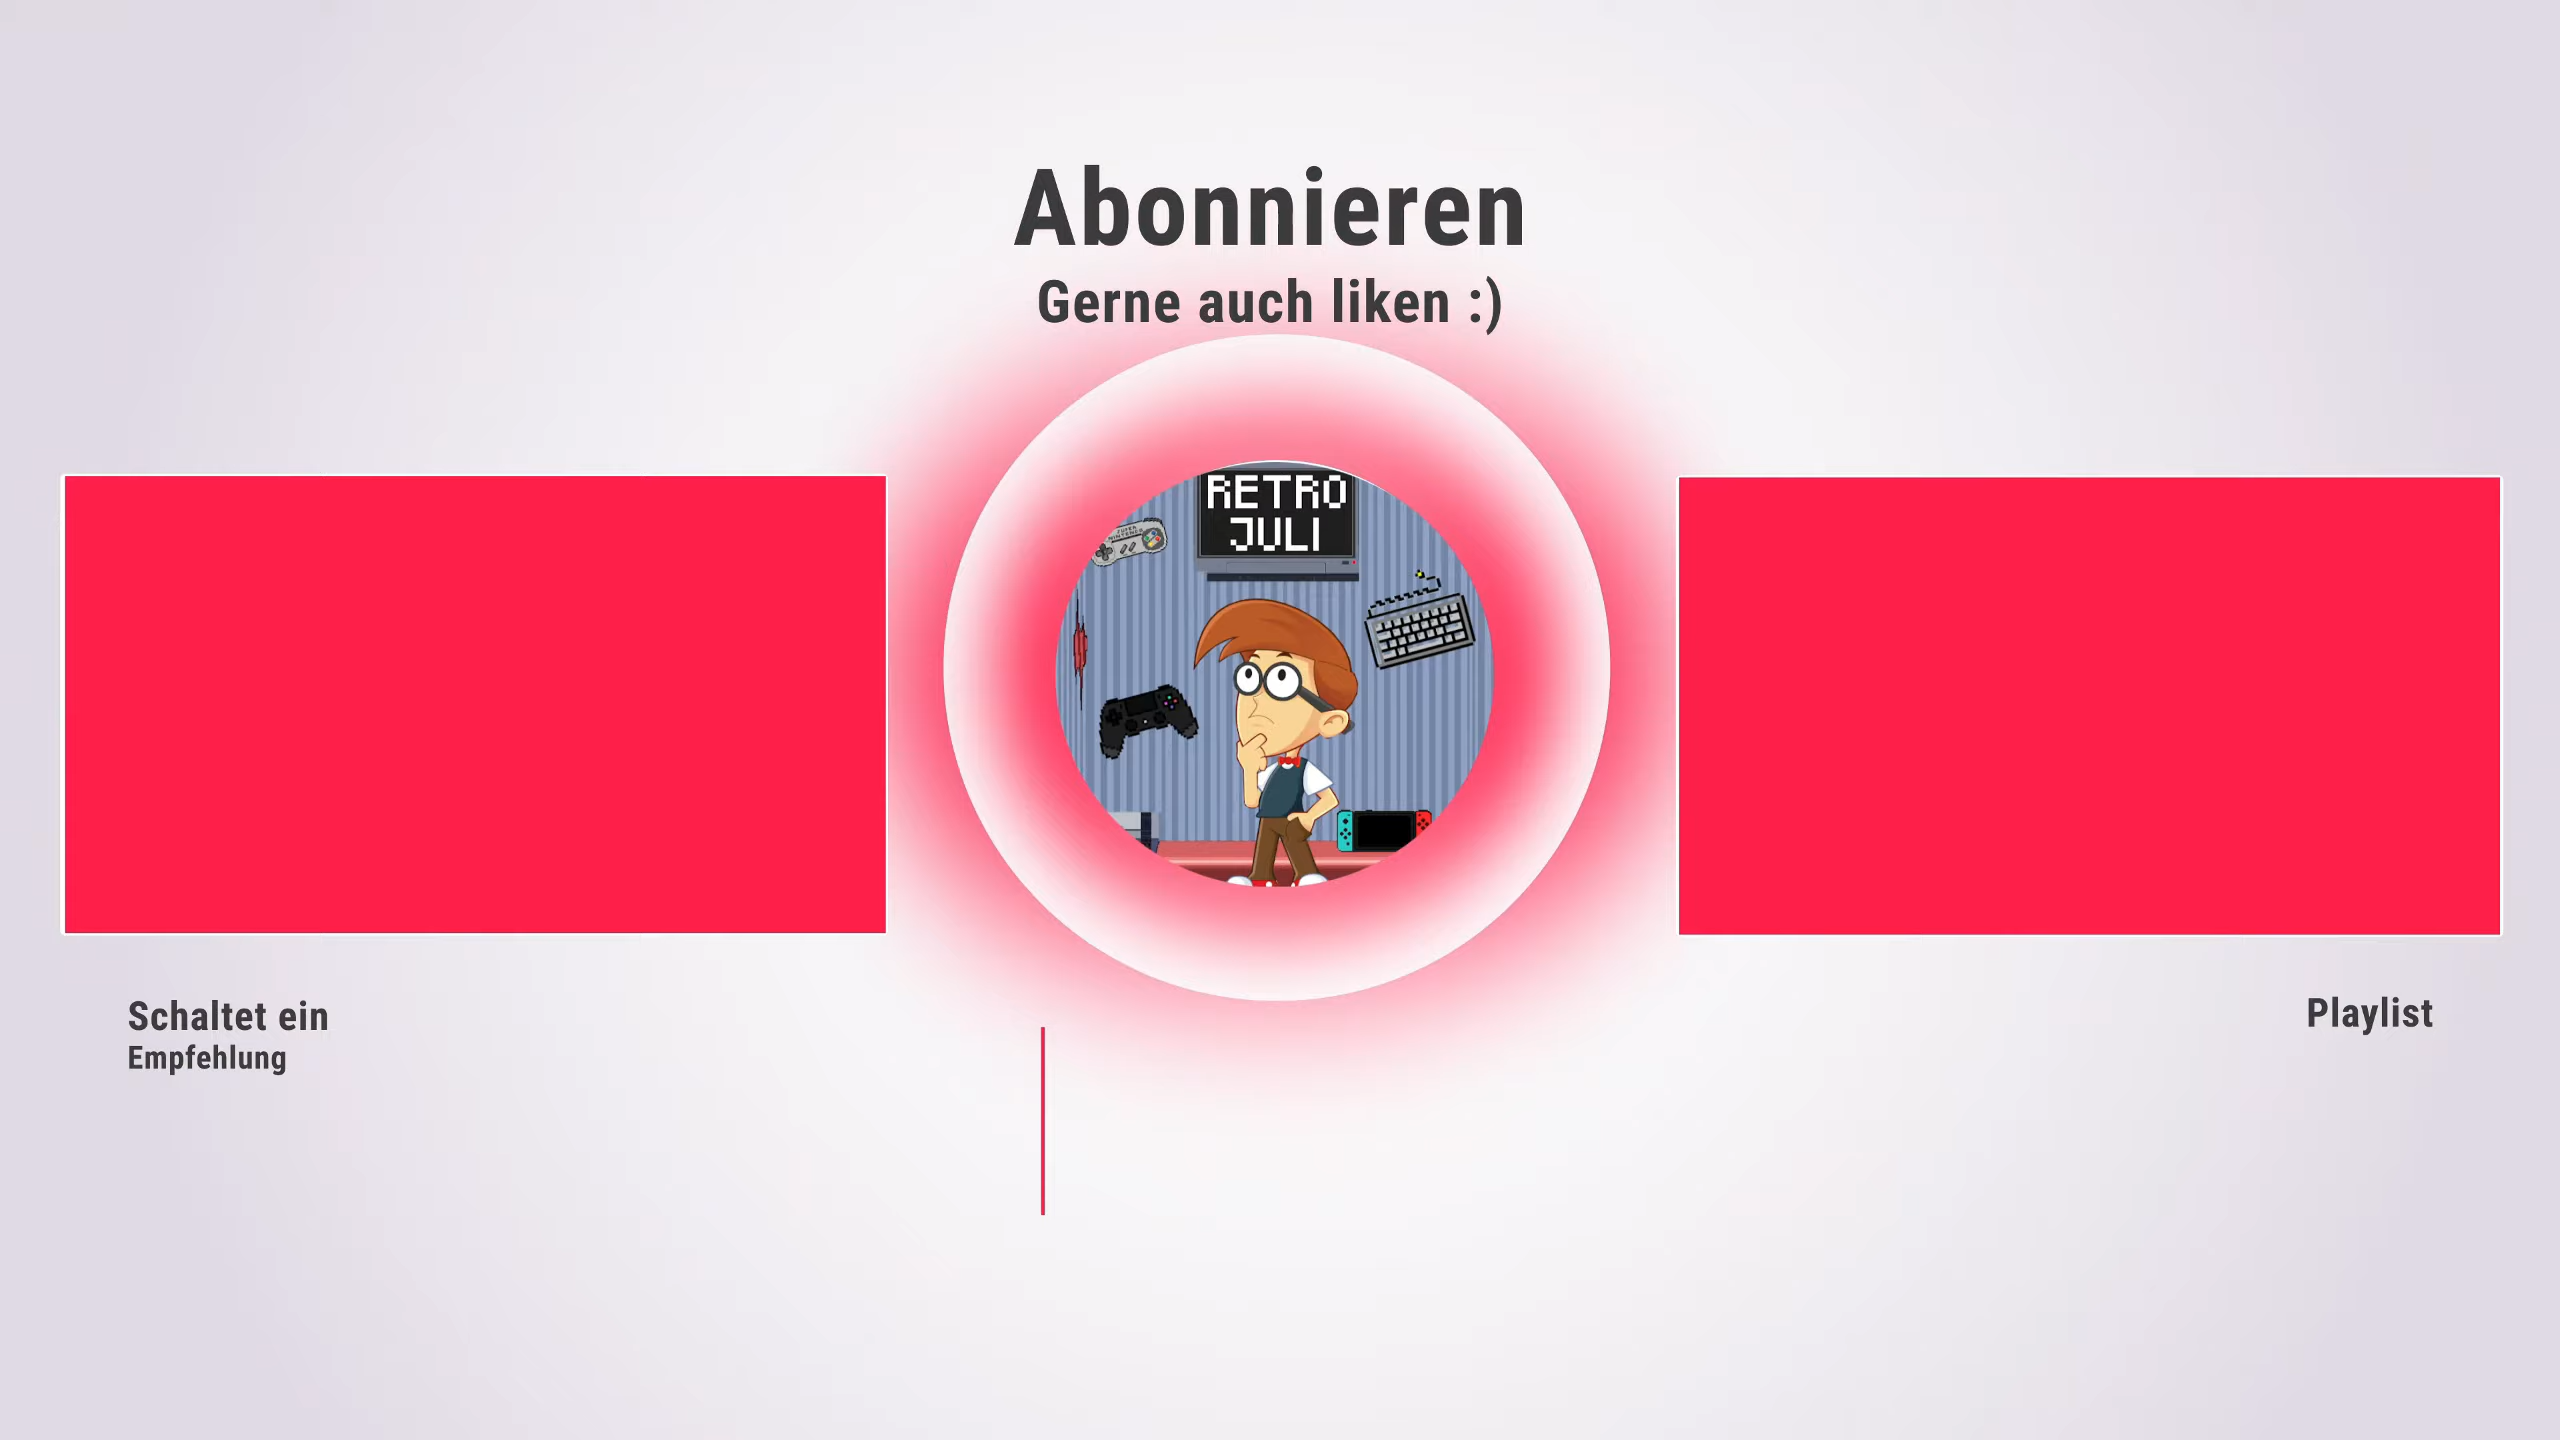 Abonnieren
Gerne auch liken :)
RETRO
JULI
Schaltet ein
Empfehlung
Playlist